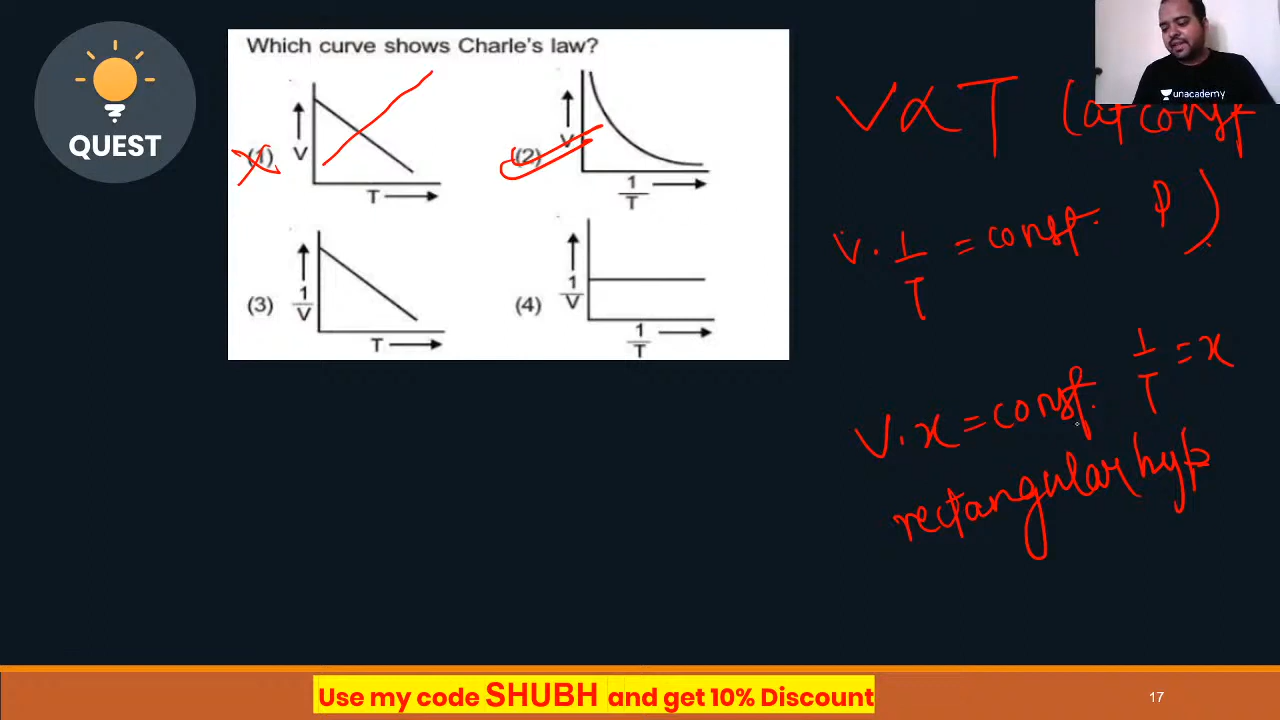 QUEST
Which curve shows Charle's law?
(1)
V
T
(2)
V
1
T
(3)
1
V
T
(4)
1
V
1
T
unacademy
V ∝ T (at const
P)
V · 1/T = const.
1/T = x
V · x = const.
rectangular hyp
Use my code SHUBH and get 10% Discount
17